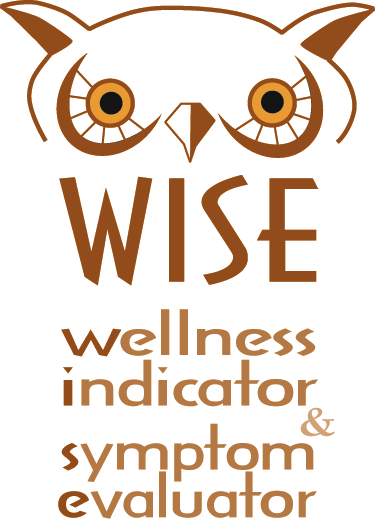 WISE
wellness
indicator
&
symptom
evaluator